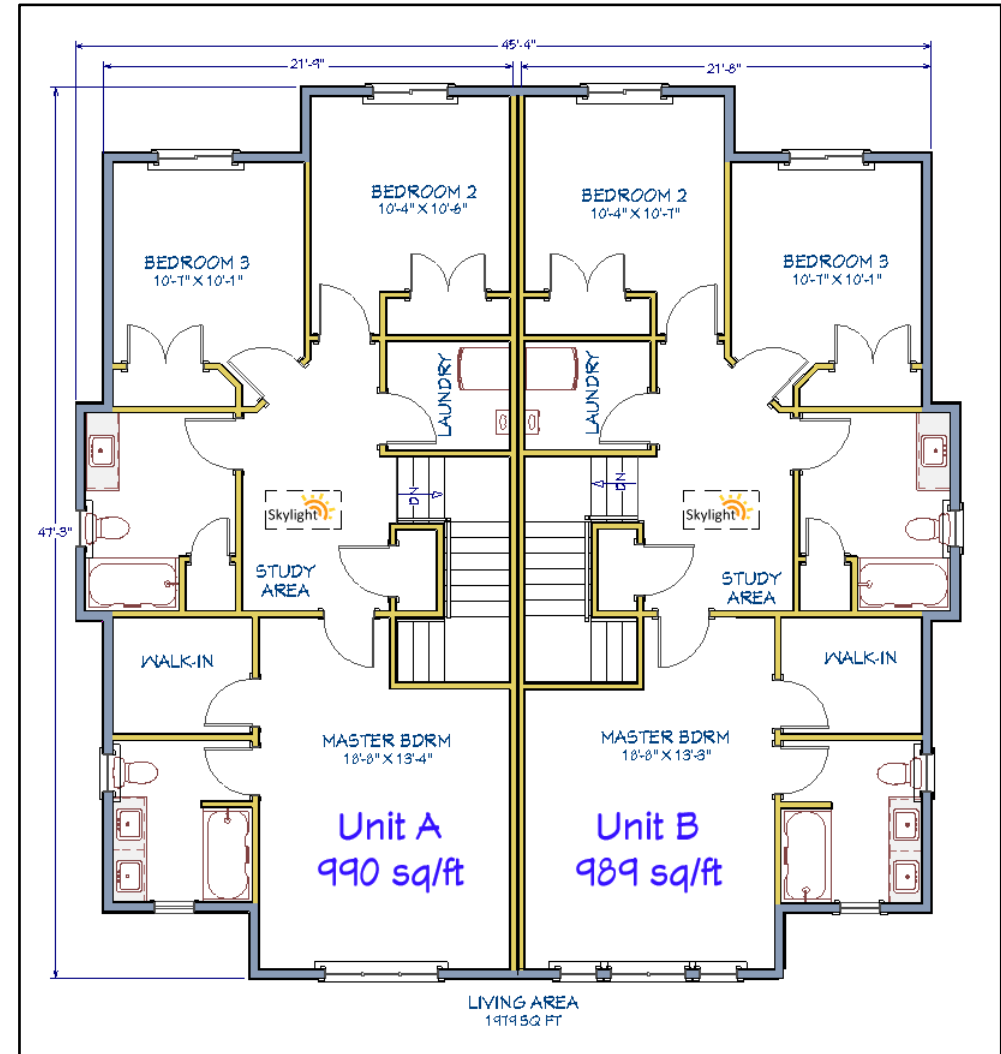 45'-4"
21'-9"
21'-8"
BEDROOM 2
10'-4" X 10'-8"
BEDROOM 2
10'-4" X 10'-7"
BEDROOM 3
10'-7" X 10'-1"
BEDROOM 3
10'-7" X 10'-1"
LAUNDRY
LAUNDRY
DN
DN
Skylight
Skylight
47'-3"
STUDY
AREA
STUDY
AREA
WALK-IN
WALK-IN
MASTER BDRM
18'-8" X 13'-4"
MASTER BDRM
18'-8" X 13'-3"
Unit A
990 sq/ft
Unit B
989 sq/ft
LIVING AREA
1979 SQ FT